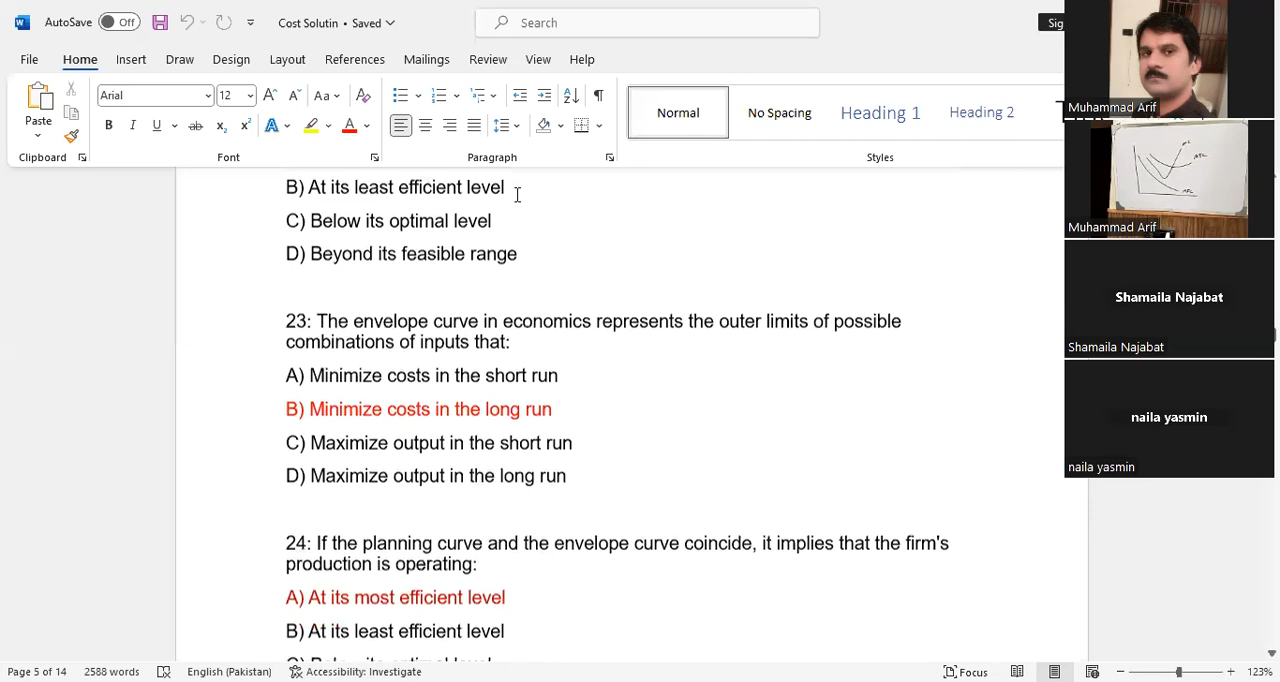 AutoSave Off Cost Solutin • Saved Search Sig
File Home Insert Draw Design Layout References Mailings Review View Help
Paste Arial 12 Aa
Normal No Spacing Heading 1 Heading 2
Clipboard Font Paragraph Styles
B) At its least efficient level
C) Below its optimal level
D) Beyond its feasible range
23: The envelope curve in economics represents the outer limits of possible
combinations of inputs that:
A) Minimize costs in the short run
B) Minimize costs in the long run
C) Maximize output in the short run
D) Maximize output in the long run
24: If the planning curve and the envelope curve coincide, it implies that the firm's
production is operating:
A) At its most efficient level
B) At its least efficient level
Page 5 of 14 2588 words English (Pakistan) Accessibility: Investigate Focus 123%
Muhammad Arif
Muhammad Arif
Shamaila Najabat
Shamaila Najabat
naila yasmin
naila yasmin